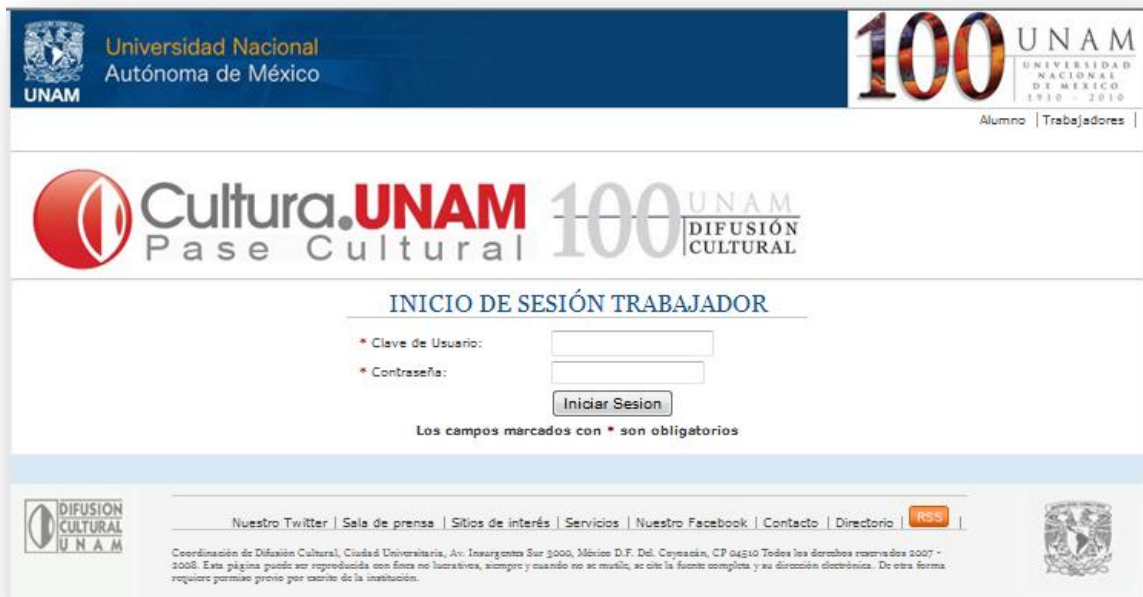 UNAM
Universidad Nacional
Autónoma de México
100 UNAM
UNIVERSIDAD
NACIONAL
DE MEXICO
1910 - 2010
Alumno | Trabajadores |
Cultura.UNAM
Pase Cultural
100 UNAM
DIFUSIÓN
CULTURAL
INICIO DE SESIÓN TRABAJADOR
* Clave de Usuario:
* Contraseña:
Iniciar Sesion
Los campos marcados con * son obligatorios
DIFUSION
CULTURAL
UNAM
Nuestro Twitter | Sala de prensa | Sitios de interés | Servicios | Nuestro Facebook | Contacto | Directorio | RSS |
Coordinación de Difusión Cultural, Ciudad Universitaria, Av. Insurgentes Sur 3000, México D.F. Del. Coyoacán, CP 04510 Todos los derechos reservados 2007 -
2008. Esta página puede ser reproducida con fines no lucrativos, siempre y cuando no se mutile, se cite la fuente completa y su dirección electrónica. De otra forma
requiere permiso previo por escrito de la institución.